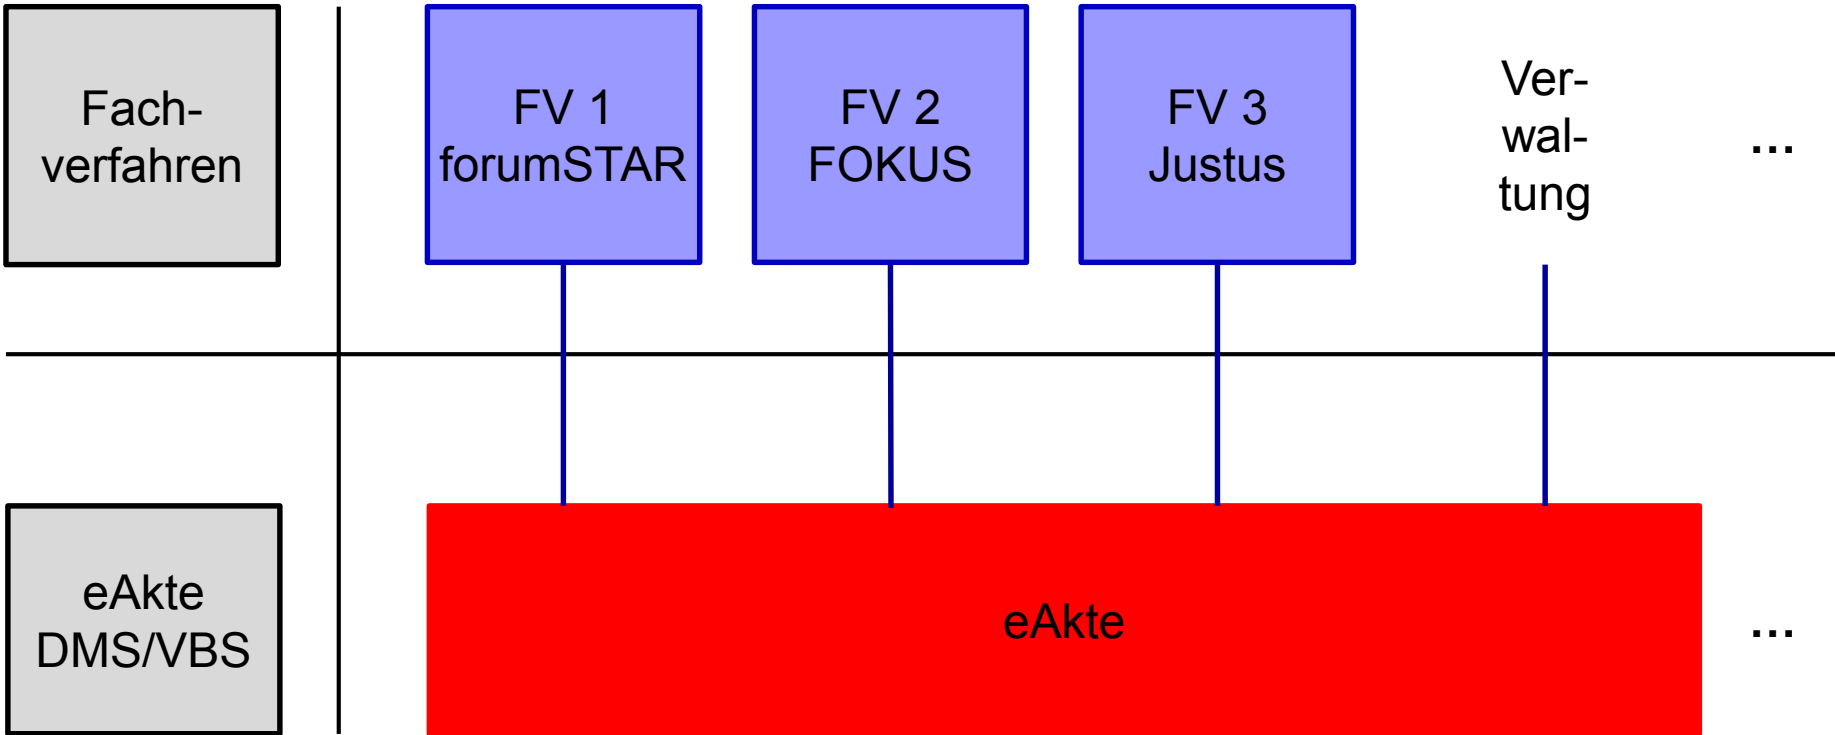 Fach-
verfahren
FV 1
forumSTAR
FV 2
FOKUS
FV 3
Justus
Ver-
wal-
tung
...
eAkte
DMS/VBS
eAkte
...